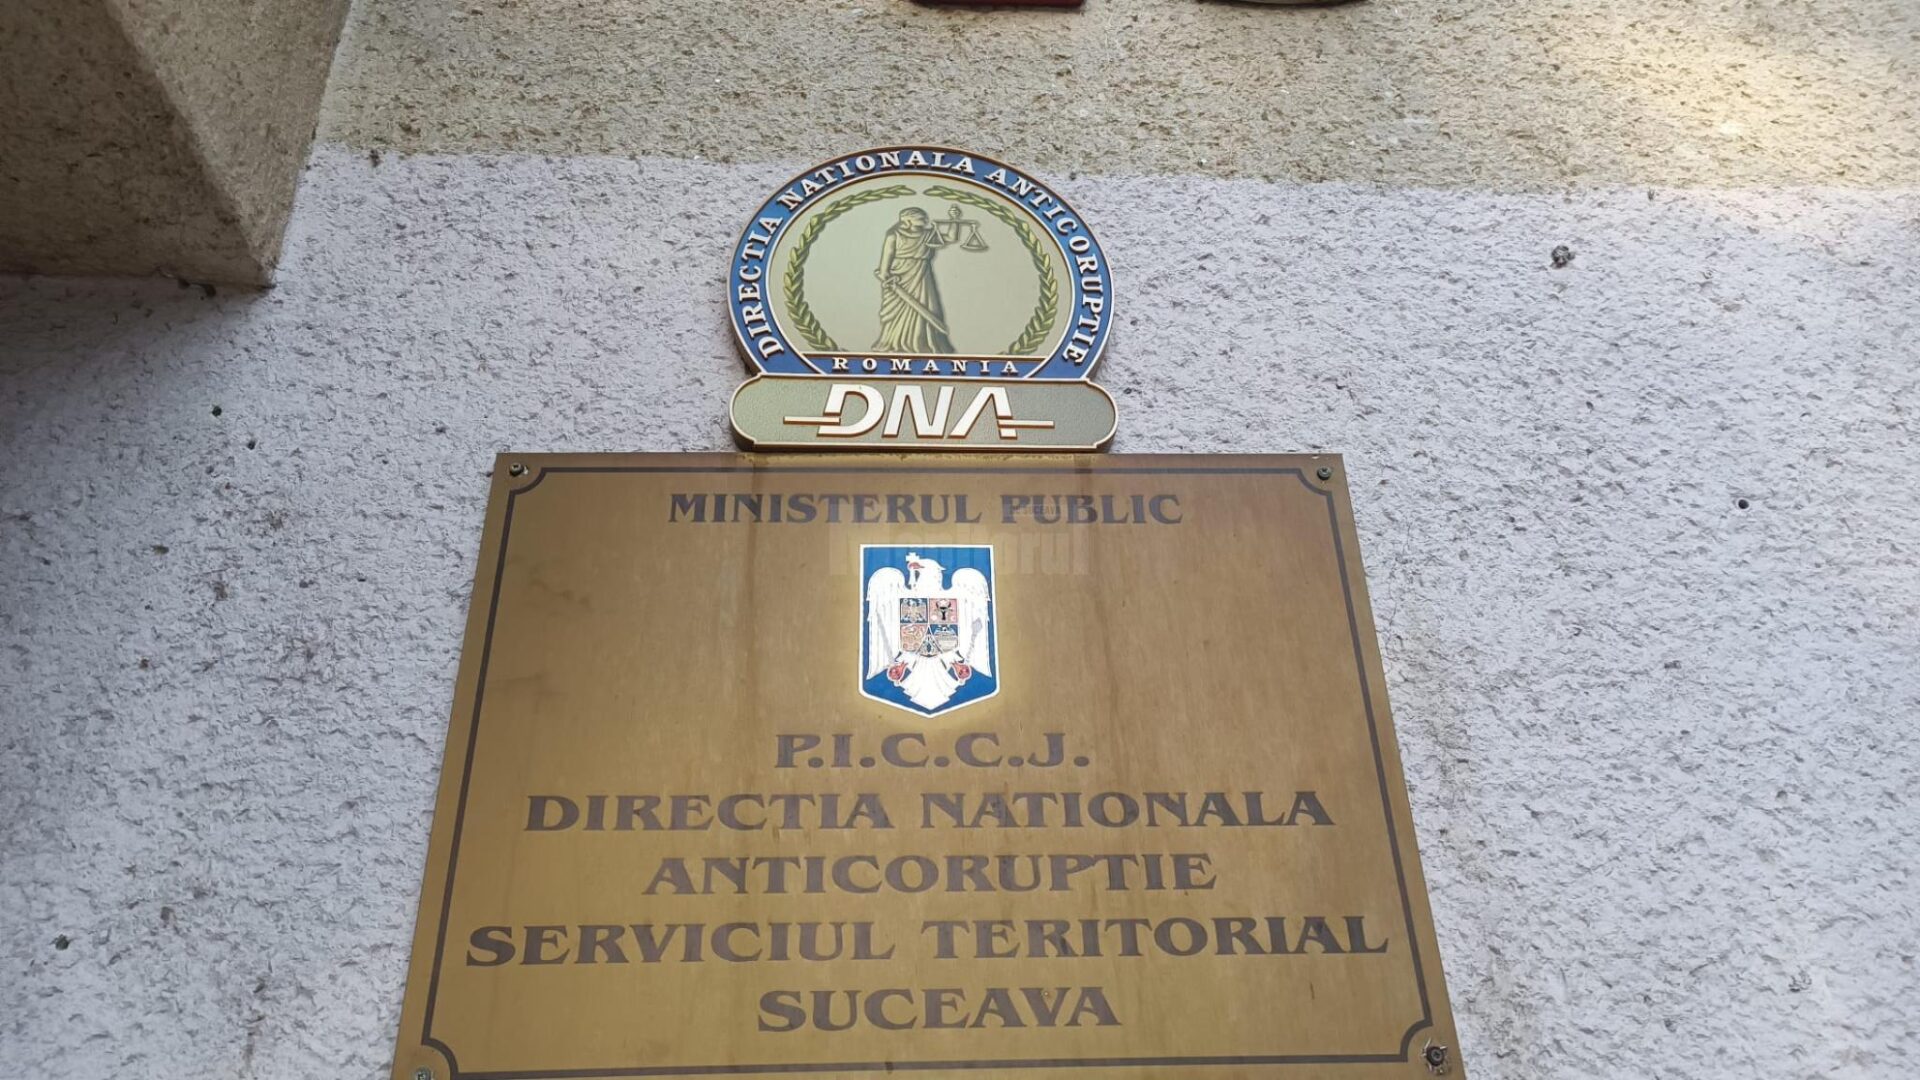 DIRECTIA NATIONALA ANTICORUPTIE
ROMANIA
DNA
MINISTERUL PUBLIC
P.I.C.C.J.
DIRECTIA NATIONALA
ANTICORUPTIE
SERVICIUL TERITORIAL
SUCEAVA